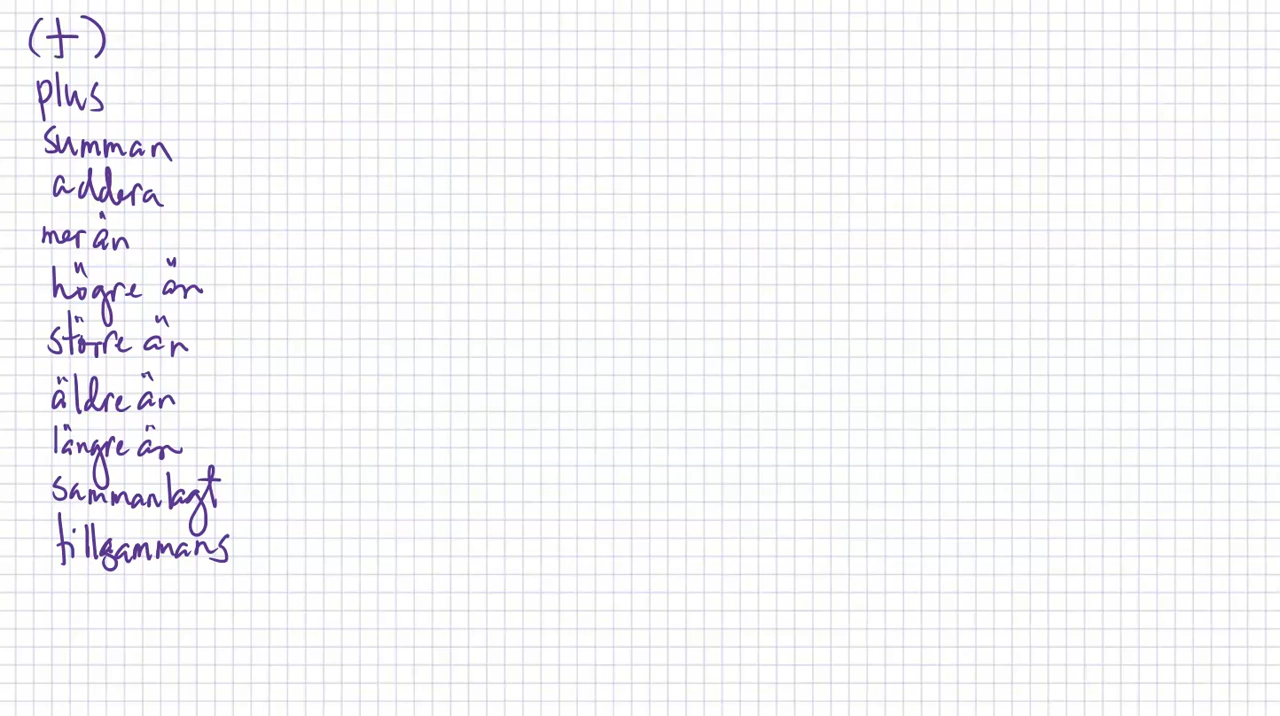 (+)
plus
summan
addera
mer än
högre än
större än
äldre än
längre än
sammanlagt
tillsammans